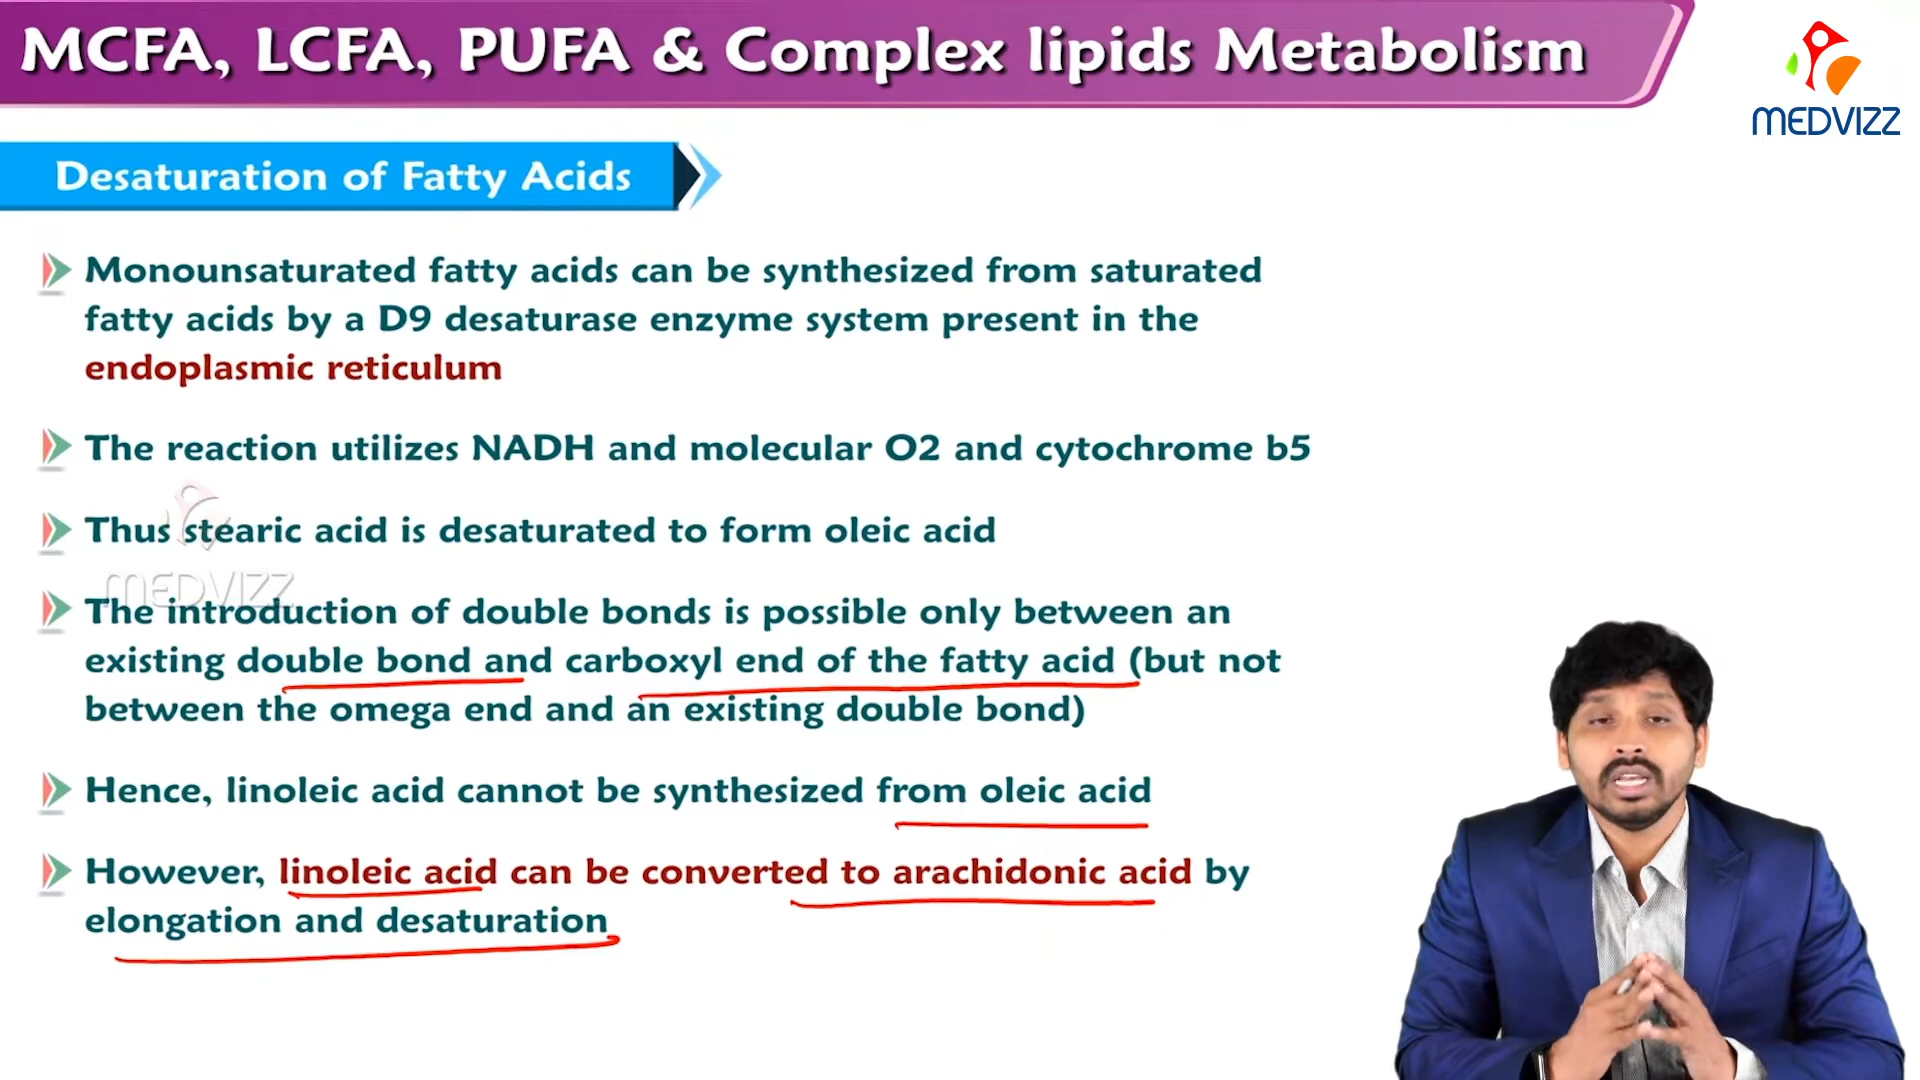 MCFA, LCFA, PUFA & Complex lipids Metabolism
MEDVIZZ
Desaturation of Fatty Acids
Monounsaturated fatty acids can be synthesized from saturated
fatty acids by a D9 desaturase enzyme system present in the
endoplasmic reticulum
The reaction utilizes NADH and molecular O2 and cytochrome b5
Thus stearic acid is desaturated to form oleic acid
MEDVIZZ
The introduction of double bonds is possible only between an
existing double bond and carboxyl end of the fatty acid (but not
between the omega end and an existing double bond)
Hence, linoleic acid cannot be synthesized from oleic acid
However, linoleic acid can be converted to arachidonic acid by
elongation and desaturation